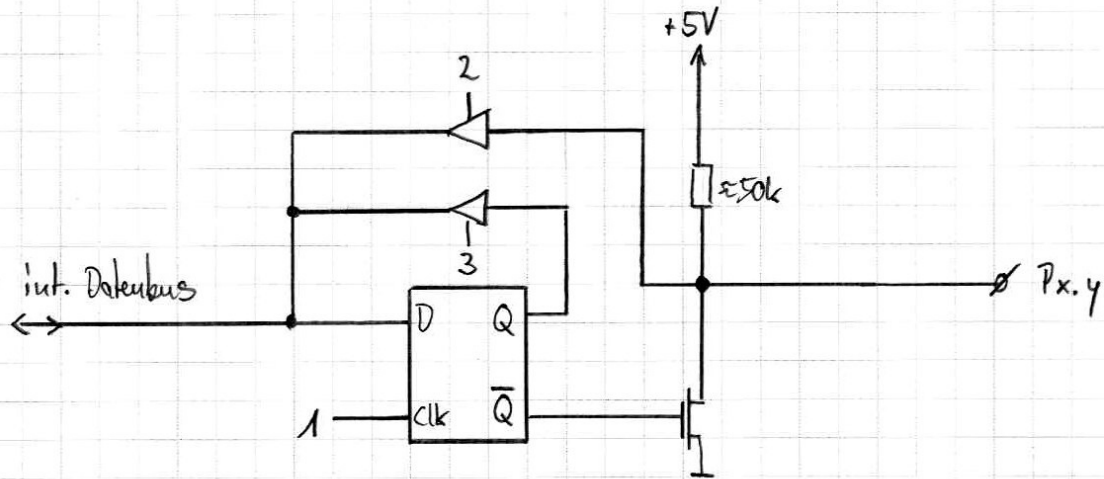 +5V
2
≈50k
3
int. Datenbus
Px.y
D
Q
1
Clk
Q̅